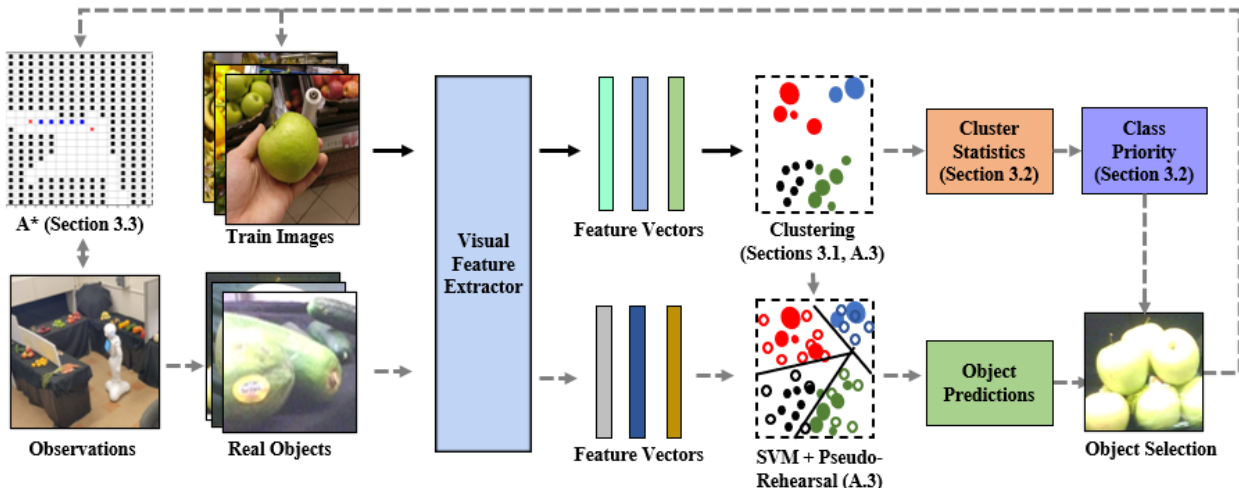 A* (Section 3.3)
Train Images
Visual
Feature
Extractor
Feature Vectors
Clustering
(Sections 3.1, A.3)
Cluster
Statistics
(Section 3.2)
Class
Priority
(Section 3.2)
Observations
Real Objects
Feature Vectors
SVM + Pseudo-
Rehearsal (A.3)
Object
Predictions
Object Selection